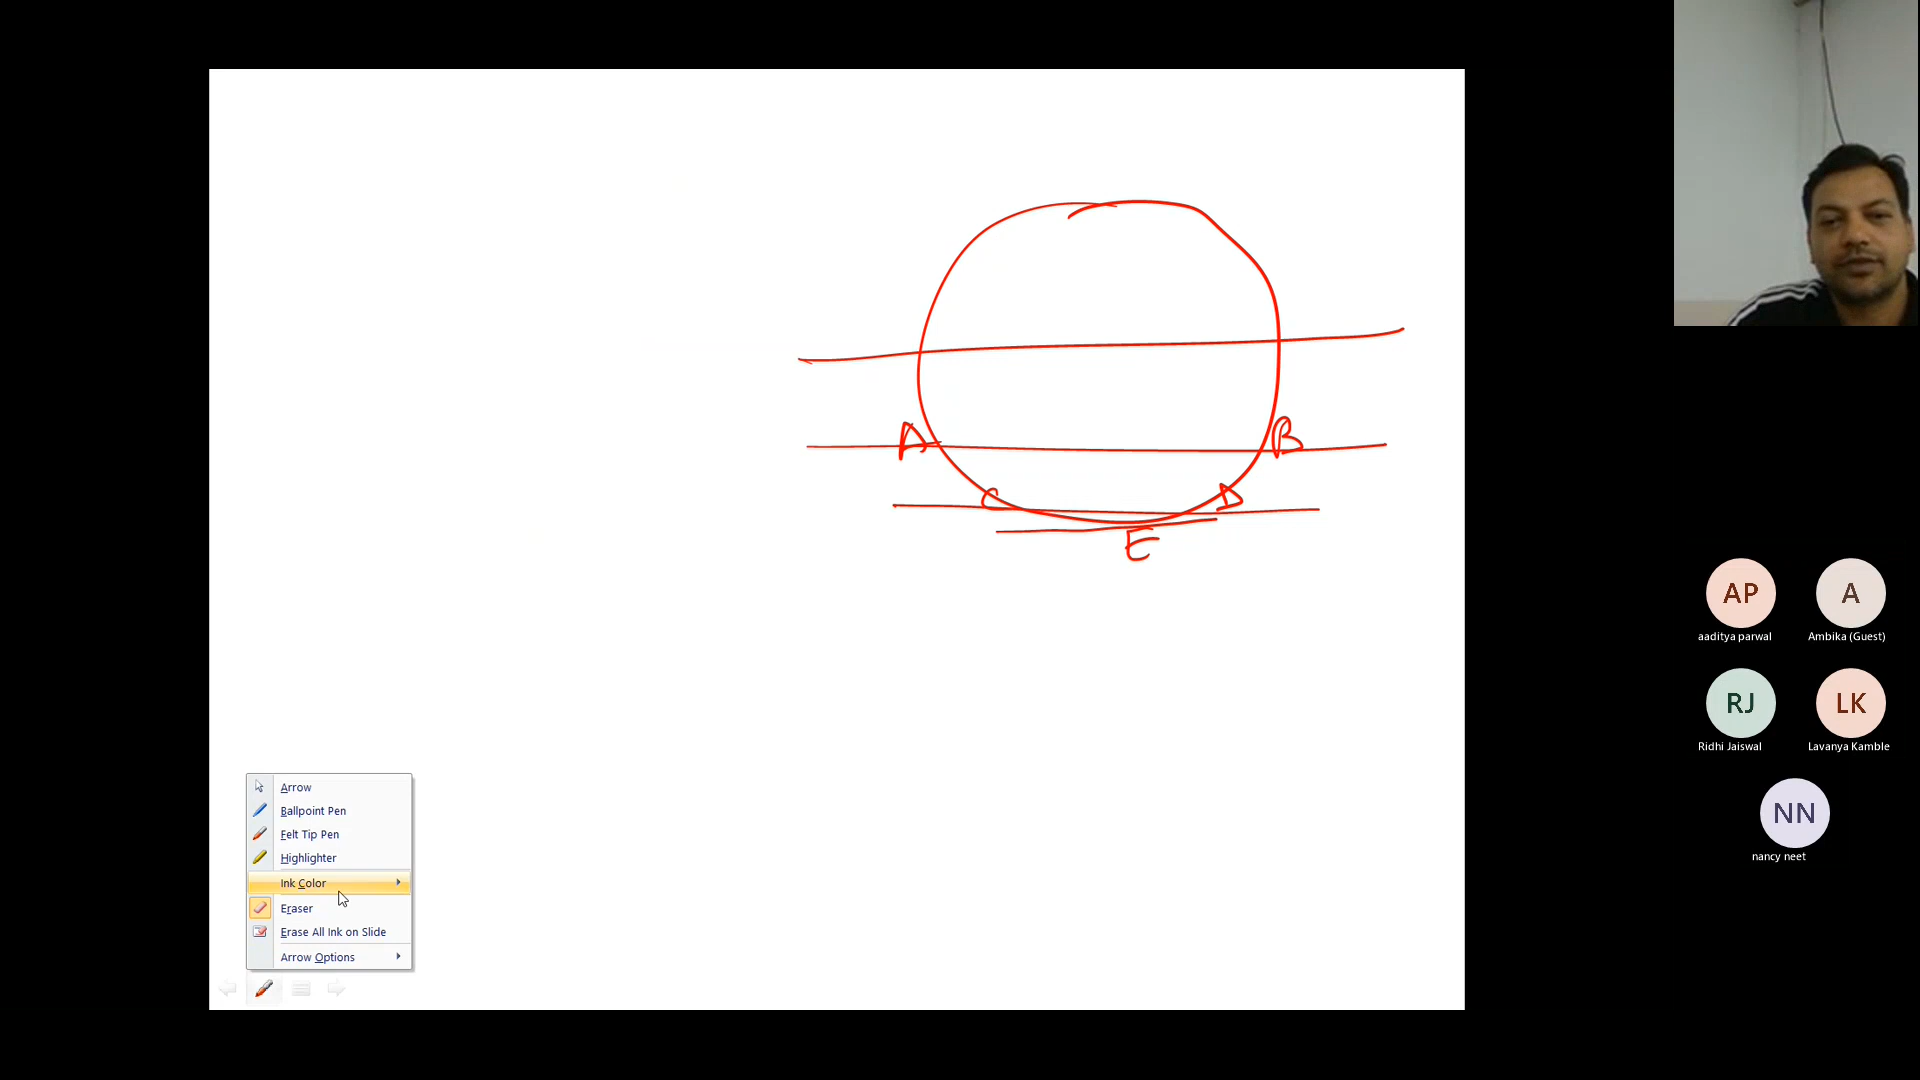 A B
C D
E
Arrow
Ballpoint Pen
Felt Tip Pen
Highlighter
Ink Color
Eraser
Erase All Ink on Slide
Arrow Options
AP A
aaditya parwal Ambika (Guest)
RJ LK
Ridhi Jaiswal Lavanya Kamble
NN
nancy neet